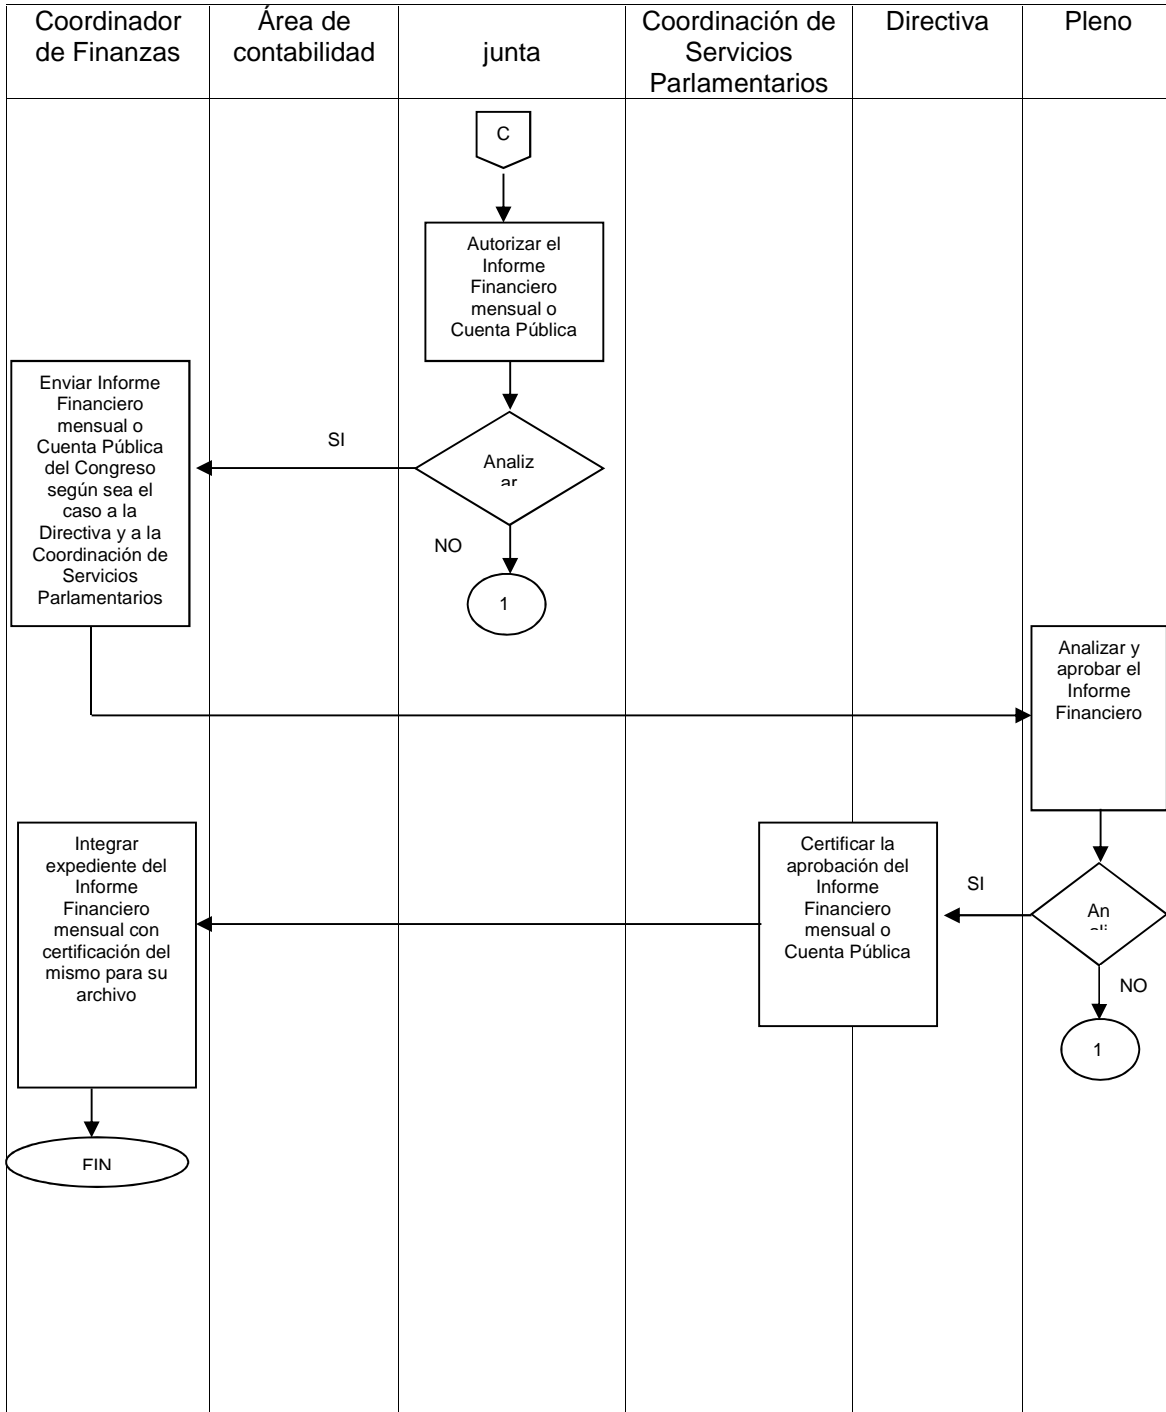 Coordinador
de Finanzas
Área de
contabilidad
junta
Coordinación de
Servicios
Parlamentarios
Directiva
Pleno
C
Autorizar el
Informe
Financiero
mensual o
Cuenta Pública
Enviar Informe
Financiero
mensual o
Cuenta Pública
del Congreso
según sea el
caso a la
Directiva y a la
Coordinación de
Servicios
Parlamentarios
SI
Analiz
ar
NO
1
Analizar y
aprobar el
Informe
Financiero
Integrar
expediente del
Informe
Financiero
mensual con
certificación del
mismo para su
archivo
Certificar la
aprobación del
Informe
Financiero
mensual o
Cuenta Pública
SI
An
ali
NO
1
FIN